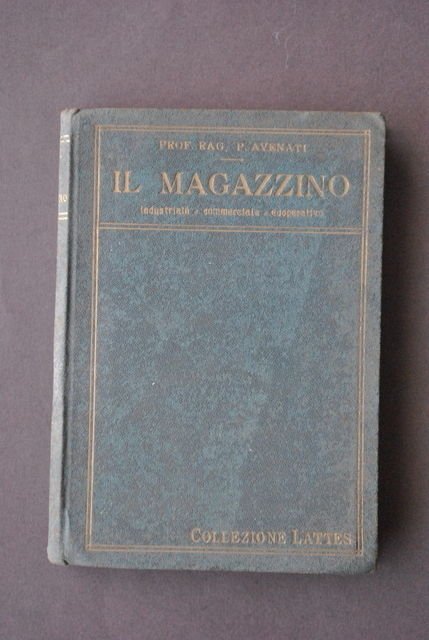 PROF. RAG. P. AVENATI
IL MAGAZZINO
industriale - commerciale - cooperativo
COLLEZIONE LATTES